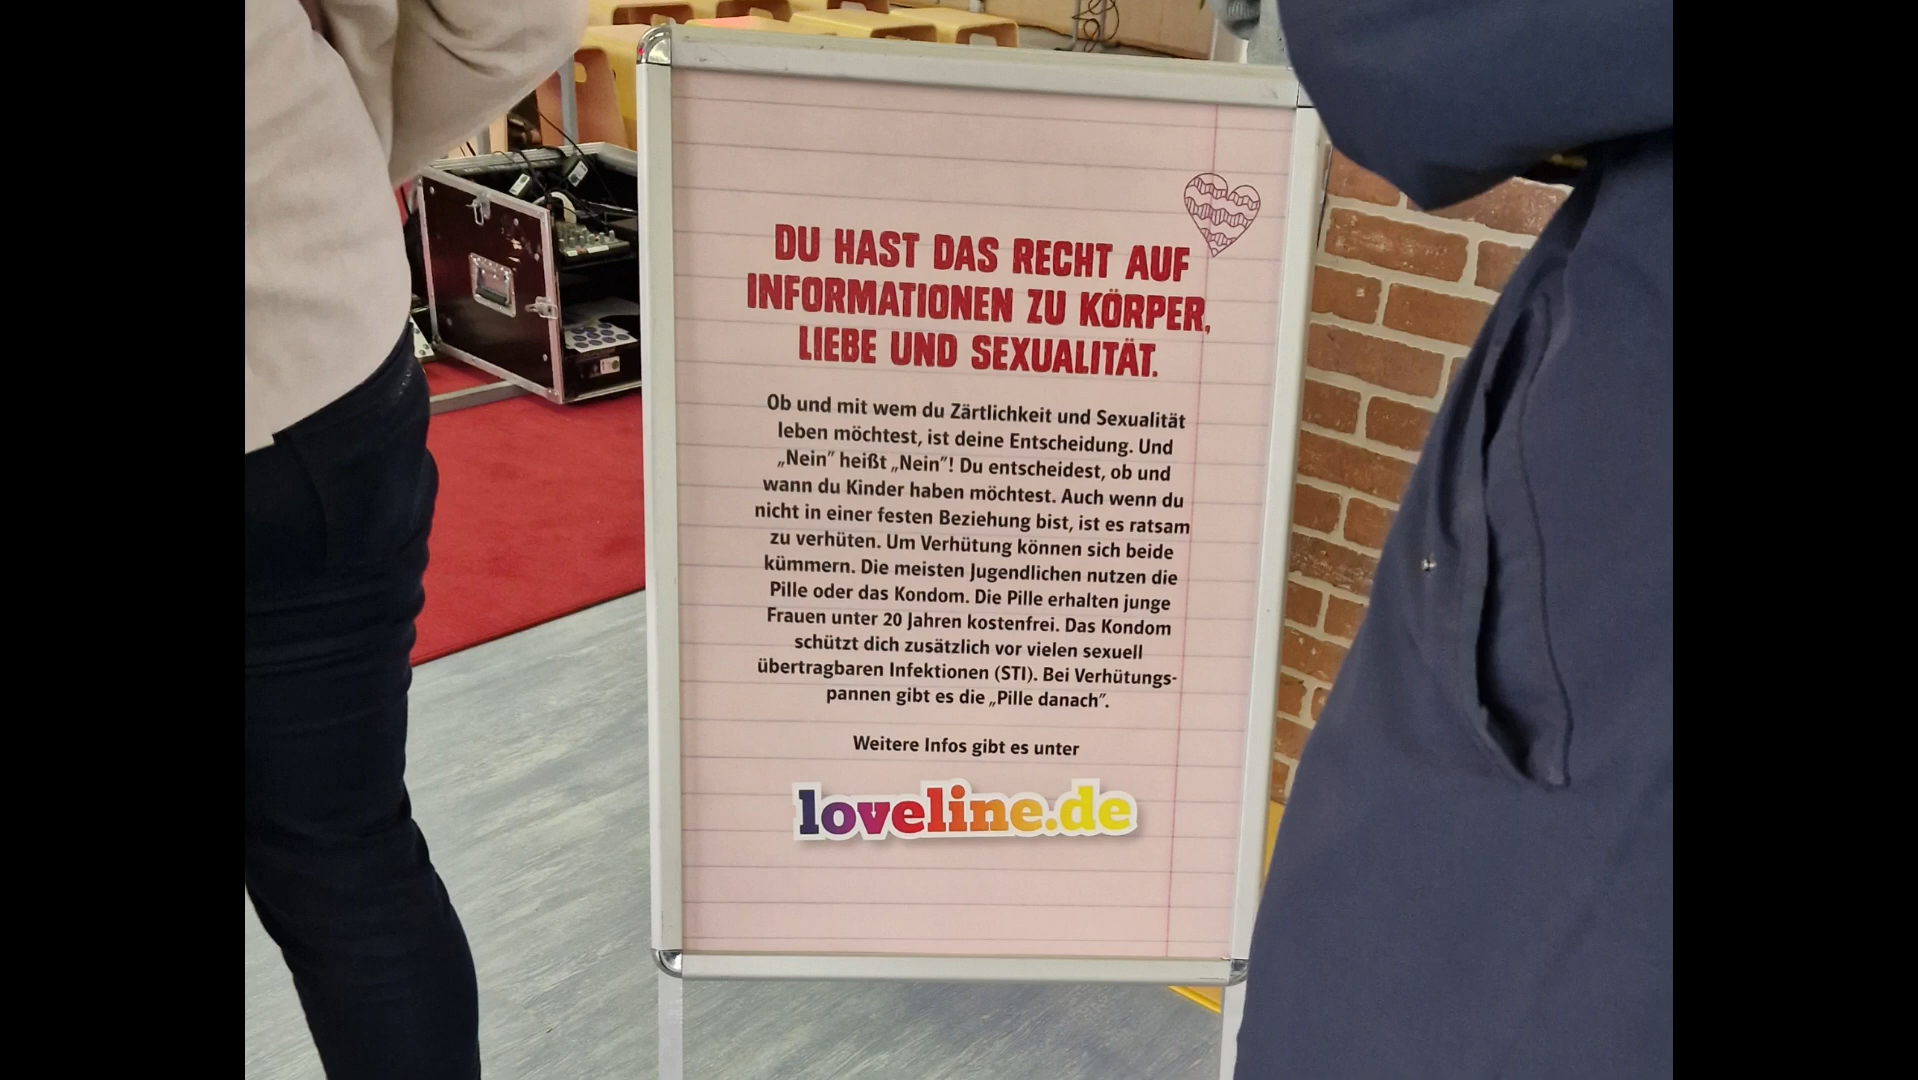 DU HAST DAS RECHT AUF
INFORMATIONEN ZU KÖRPER,
LIEBE UND SEXUALITÄT.
Ob und mit wem du Zärtlichkeit und Sexualität
leben möchtest, ist deine Entscheidung. Und
„Nein” heißt „Nein”! Du entscheidest, ob und
wann du Kinder haben möchtest. Auch wenn du
nicht in einer festen Beziehung bist, ist es ratsam
zu verhüten. Um Verhütung können sich beide
kümmern. Die meisten Jugendlichen nutzen die
Pille oder das Kondom. Die Pille erhalten junge
Frauen unter 20 Jahren kostenfrei. Das Kondom
schützt dich zusätzlich vor vielen sexuell
übertragbaren Infektionen (STI). Bei Verhütungs-
pannen gibt es die „Pille danach”.
Weitere Infos gibt es unter
loveline.de